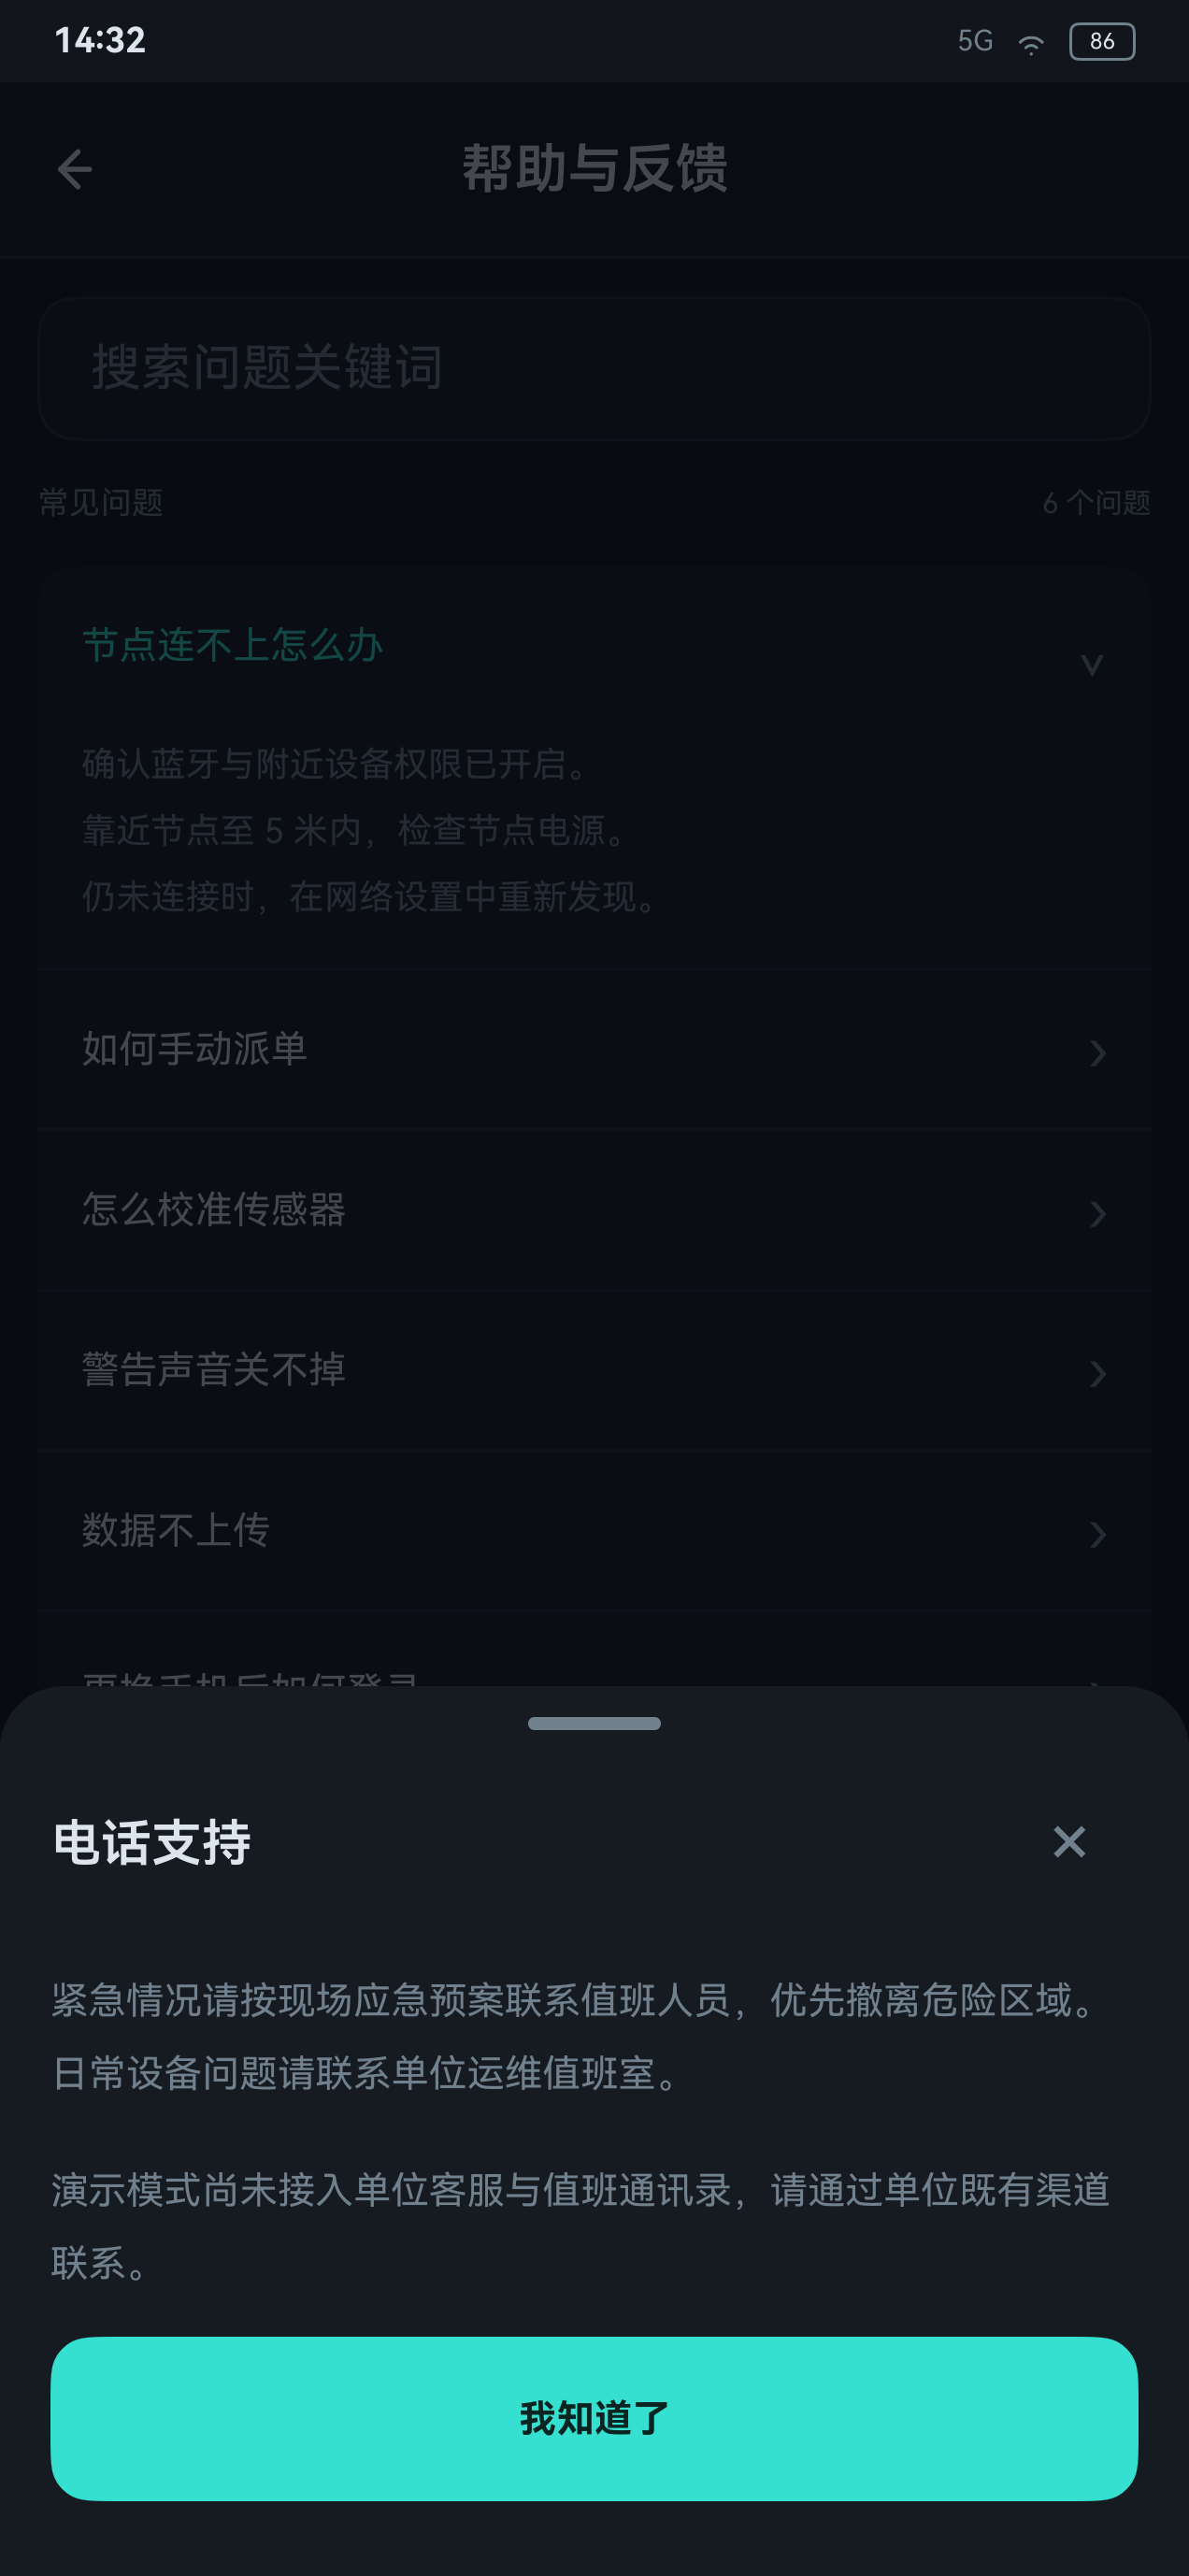 14:32
5G
86
帮助与反馈
搜索问题关键词
常见问题
6 个问题
节点连不上怎么办
确认蓝牙与附近设备权限已开启。
靠近节点至 5 米内，检查节点电源。
仍未连接时，在网络设置中重新发现。
如何手动派单
怎么校准传感器
警告声音关不掉
数据不上传
更换手机后如何登录
电话支持
紧急情况请按现场应急预案联系值班人员，优先撤离危险区域。
日常设备问题请联系单位运维值班室。
演示模式尚未接入单位客服与值班通讯录，请通过单位既有渠道
联系。
我知道了